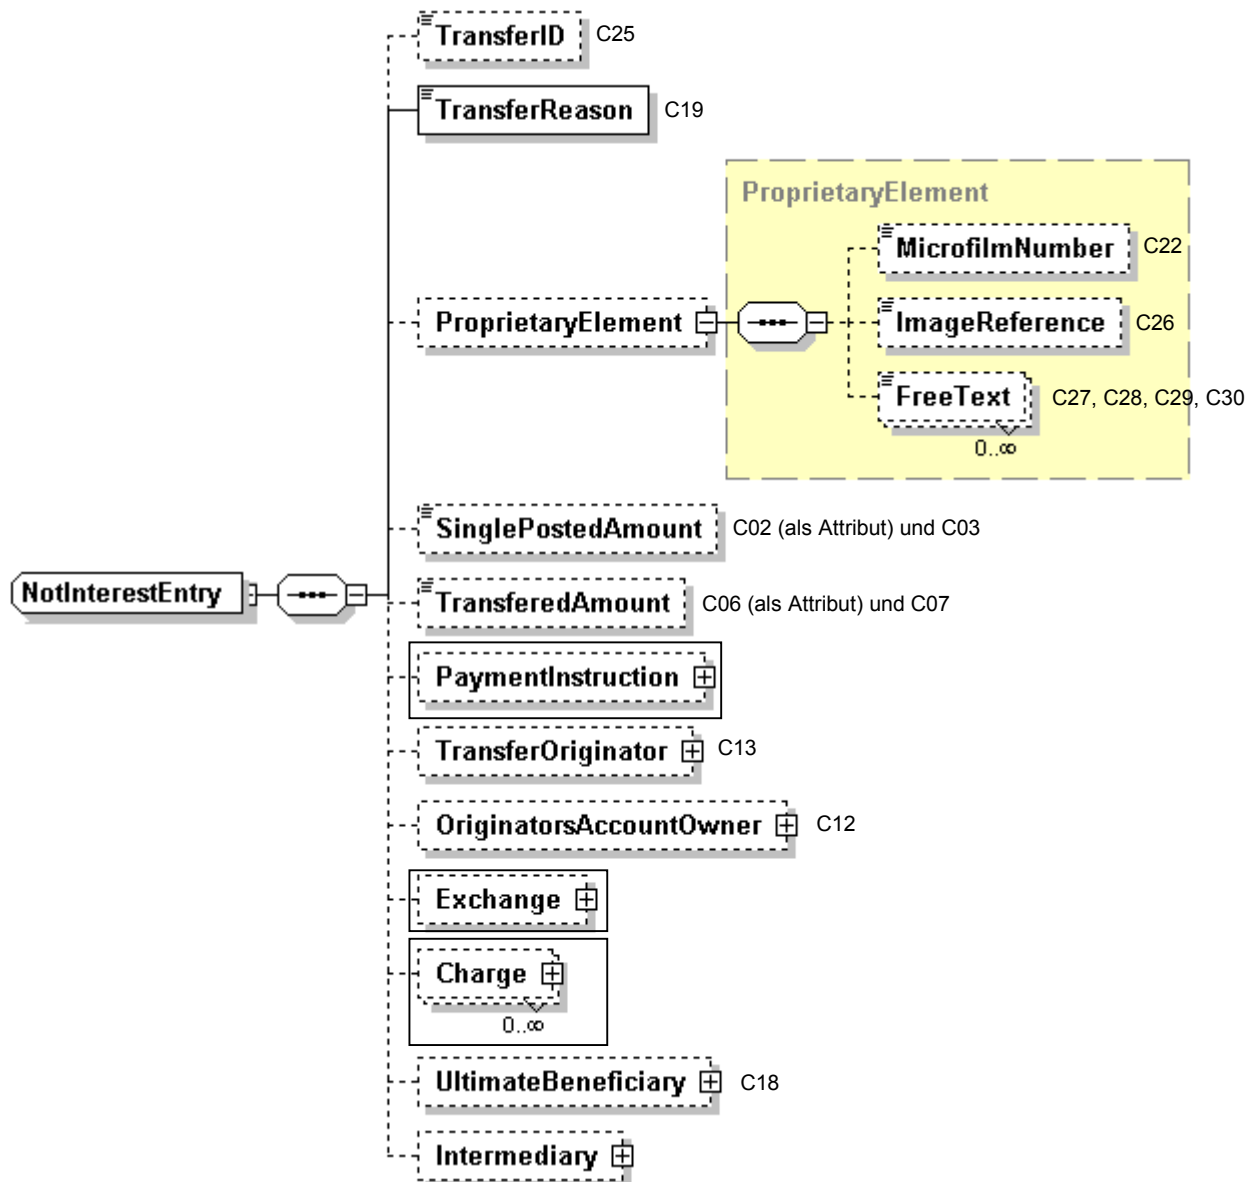 TransferID C25
TransferReason C19
ProprietaryElement
MicrofilmNumber C22
ProprietaryElement
ImageReference C26
FreeText C27, C28, C29, C30
0..∞
SinglePostedAmount C02 (als Attribut) und C03
NotInterestEntry
TransferedAmount C06 (als Attribut) und C07
PaymentInstruction
TransferOriginator C13
OriginatorsAccountOwner C12
Exchange
Charge
0..∞
UltimateBeneficiary C18
Intermediary